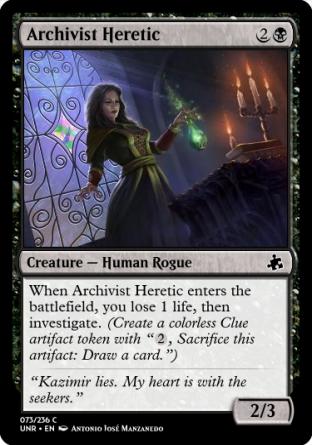 Archivist Heretic 2
Creature — Human Rogue
When Archivist Heretic enters the
battlefield, you lose 1 life, then
investigate. (Create a colorless Clue
artifact token with “2, Sacrifice this
artifact: Draw a card.”)
“Kazimir lies. My heart is with the
seekers.”
2/3
073/236 C
UNR • EN Antonio José Manzanedo